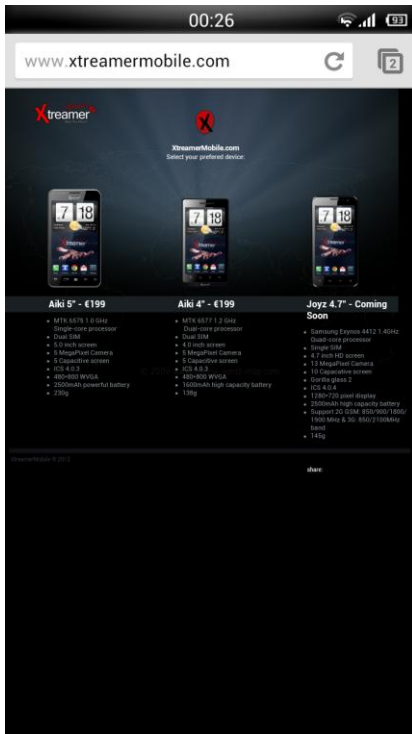 00:26
93
www.xtreamermobile.com
2
Xtreamer
XtreamerMobile.com
Select your prefered device:
7 18
7 18
7 18
Aiki 5" - €199
MTK 6575 1.0 GHz
Single-core processor
Dual SIM
5.0 inch screen
5 MegaPixel Camera
5 Capacitive screen
ICS 4.0.3
480×800 WVGA
2500mAh powerful battery
230g
Aiki 4" - €199
MTK 6577 1.2 GHz
Dual-core processor
Dual SIM
4.0 inch screen
5 MegaPixel Camera
5 Capacitive screen
ICS 4.0.3
480×800 WVGA
1600mAh high capacity battery
138g
Joyz 4.7" - Coming
Soon
Samsung Exynos 4412 1.4GHz
Quad-core processor
Single SIM
4.7 inch HD screen
13 MegaPixel Camera
10 Capacative screen
Gorilla glass 2
ICS 4.0.4
1280×720 pixel display
2500mAh high capacity battery
Support 2G GSM: 850/900/1800/
1900 MHz & 3G: 850/2100MHz
band
145g
XtreamerMobile © 2012
share: